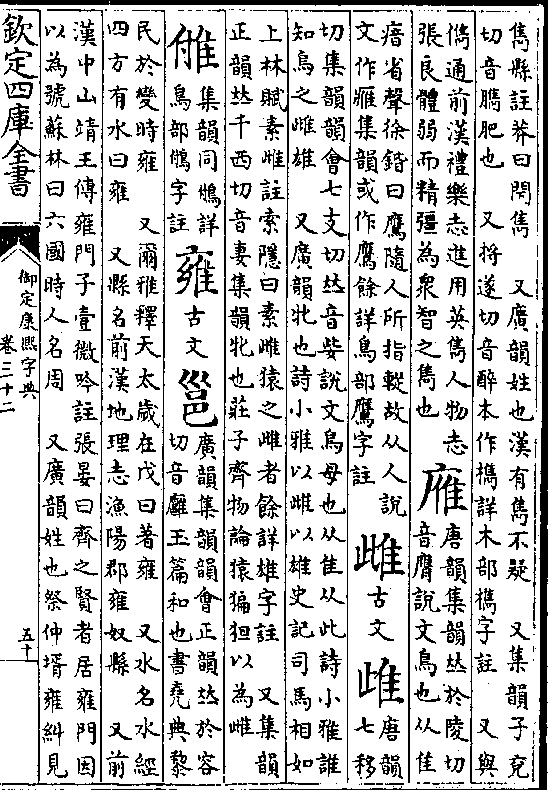 雋縣註莽曰閏雋　又廣韻姓也漢有雋不疑　又集韻子兗
切音臇肥也　又將遂切音醉本作檇詳木部檇字註　又與
儁通前漢禮樂志進用英雋人物志
張良體弱而精彊為衆智之雋也
𨿳
唐韻集韻𠀤於陵切
音膺說文鳥也从隹
瘖省聲徐鍇曰鷹隨人所指䡮故从人說
文作䧹集韻或作鷹餘詳鳥部鷹字註
䧳
古文
雌
唐韻
七移
切集韻韻會七支切𠀤音㱔說文鳥母也从隹从此詩小雅誰
知鳥之雌雄　又廣韻牝也詩小雅以雌以雄史記司馬相如
上林賦素雌註索隱曰素雌猿之雌者餘詳雄字註　又集韻
正韻𠀤千西切音妻集韻牝也莊子齊物論猿猵狙以為雌
𨾷
集韻同鵻詳
鳥部鵻字註
雍
古文
邕
廣韻集韻韻會正韻𠀤於容
切音廱玉篇和也書堯典黎
民於變時雍　又爾雅釋天太歲在戊曰著雍　又水名水經
四方有水曰雍　又縣名前漢地理志漁陽郡雍奴縣　又前
漢中山靖王傳雍門子壹微吟註張晏曰齊之賢者居雍門因
以為號蘇林曰六國時人名周　又廣韻姓也祭仲壻雍糾見
欽定四庫全書
御定康熙字典
卷三十二
五十